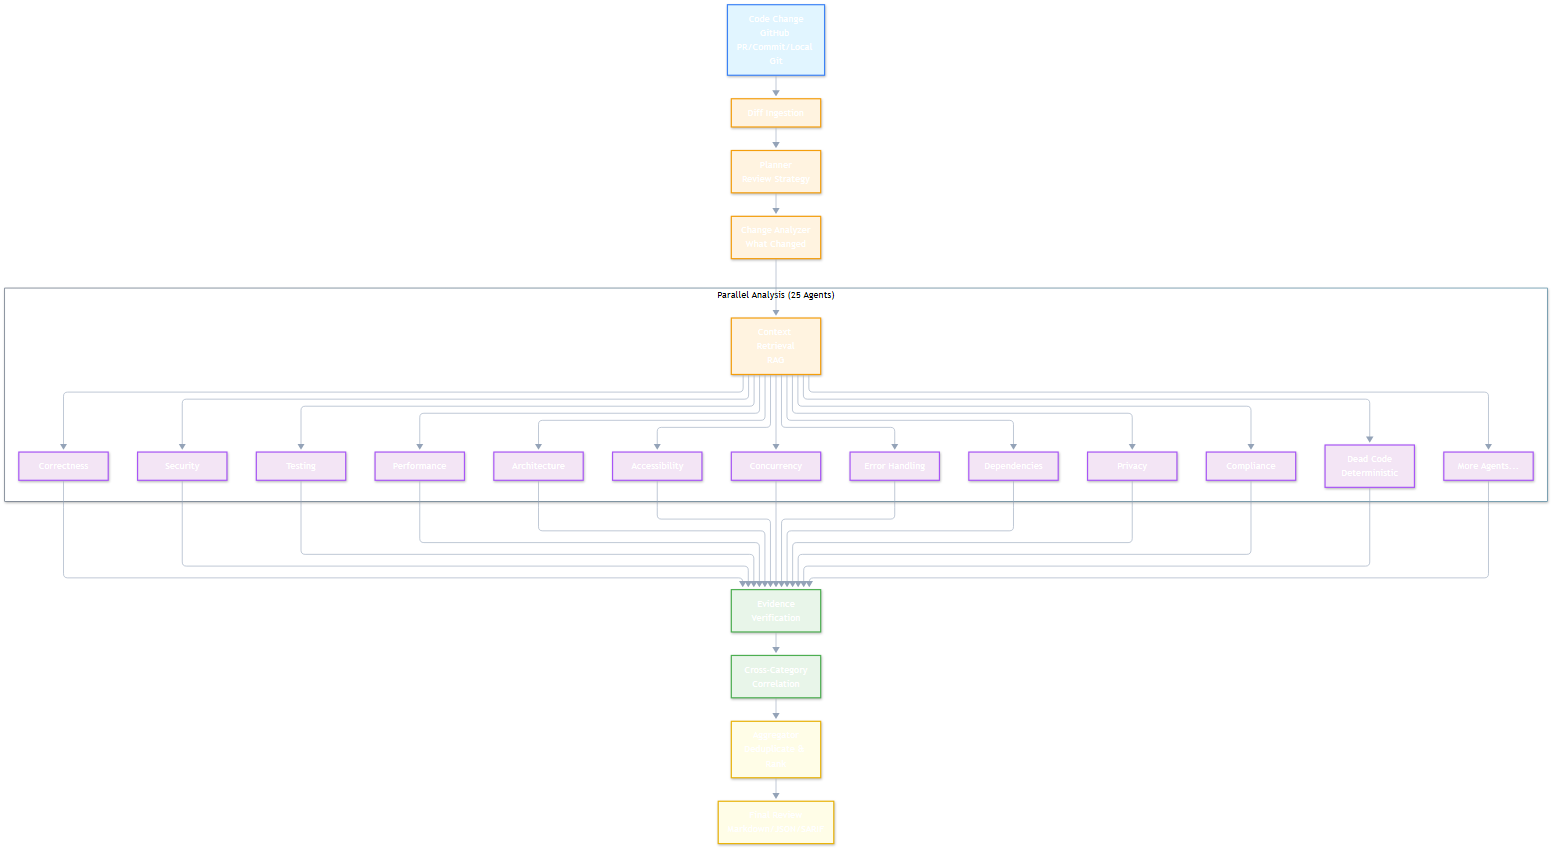 Code Change
GitHub
PR/Commit/Local
Git
Diff Ingestion
Planner
Review Strategy
Change Analyzer
What Changed
Parallel Analysis (25 Agents)
Context
Retrieval
RAG
Correctness
Security
Testing
Performance
Architecture
Accessibility
Concurrency
Error Handling
Dependencies
Privacy
Compliance
Dead Code
Deterministic
More Agents...
Evidence
Verification
Cross-Category
Correlation